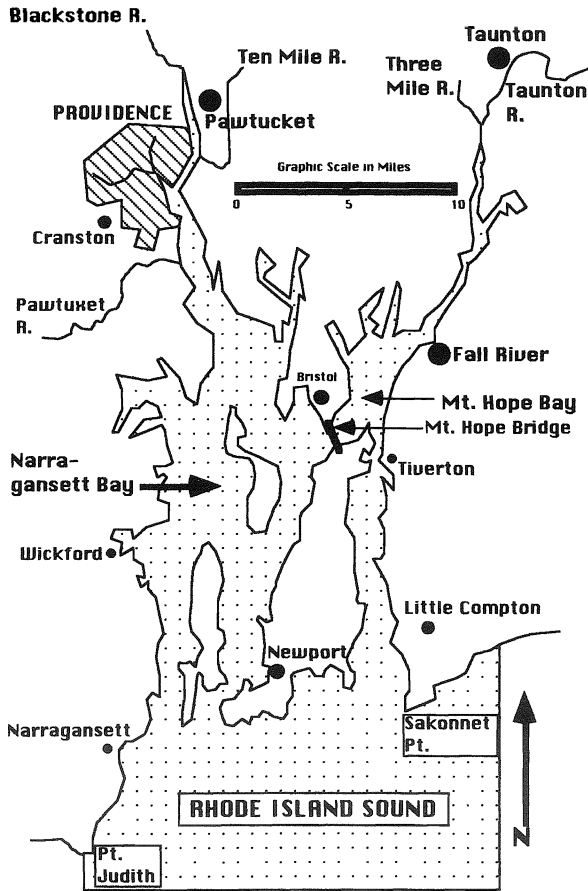 Blackstone R.
Taunton
Ten Mile R.
Three
Mile R.
Taunton
R.
PROVIDENCE
Pawtucket
Graphic Scale in Miles
0 5 10
Cranston
Pawtuxet
R.
Fall River
Bristol
Mt. Hope Bay
Mt. Hope Bridge
Narra-
gansett Bay
Tiverton
Wickford
Little Compton
Newport
Narragansett
Sakonnet
Pt.
RHODE ISLAND SOUND
N
Pt.
Judith